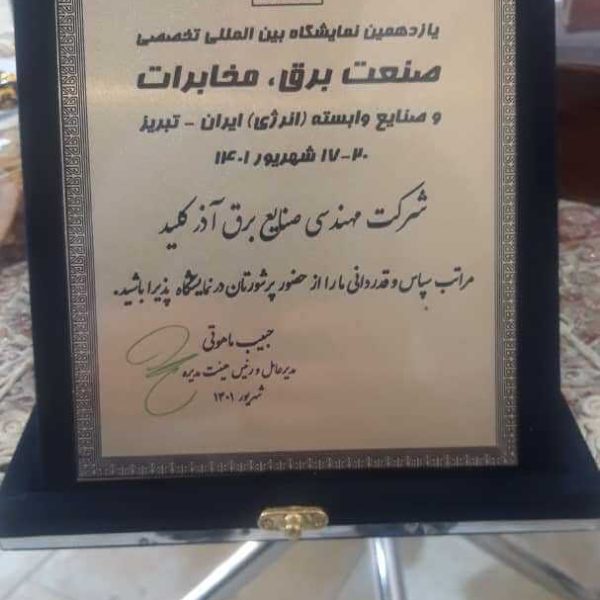 یازدهمین نمایشگاه بین المللی تخصصی
صنعت برق، مخابرات
و صنایع وابسته (انرژی) ایران - تبریز
۱۷-۲۰ شهریور ۱۴۰۱
شرکت مهندسی صنایع برق آذر کلید
مراتب سپاس و قدردانی ما را از حضور پرشورتان در نمایشگاه پذیرا باشید.
حبیب ماهوتی
مدیرعامل و رئیس هیئت مدیره
شهریور ۱۴۰۱